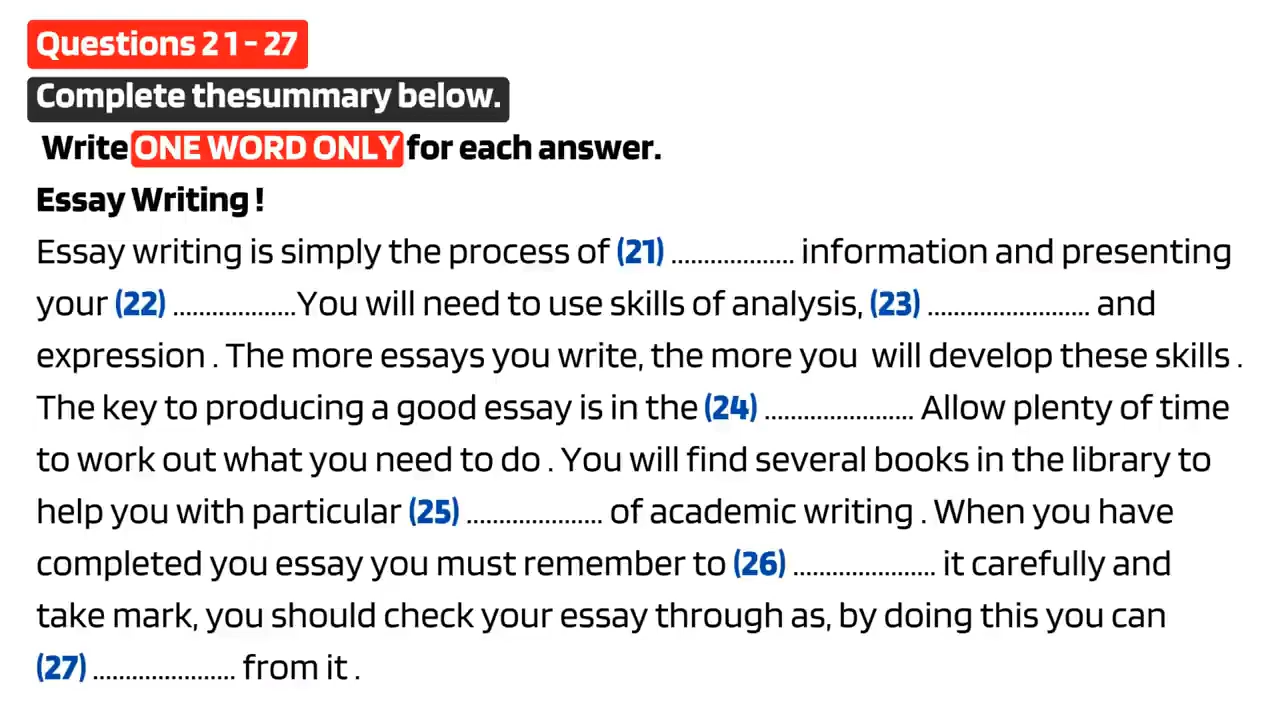 Questions 21 - 27
Complete thesummary below.
Write ONE WORD ONLY for each answer.
Essay Writing !
Essay writing is simply the process of (21) ................... information and presenting
your (22) ...................You will need to use skills of analysis, (23) ......................... and
expression . The more essays you write, the more you will develop these skills .
The key to producing a good essay is in the (24) ....................... Allow plenty of time
to work out what you need to do . You will find several books in the library to
help you with particular (25) ..................... of academic writing . When you have
completed you essay you must remember to (26) ...................... it carefully and
take mark, you should check your essay through as, by doing this you can
(27) ...................... from it .